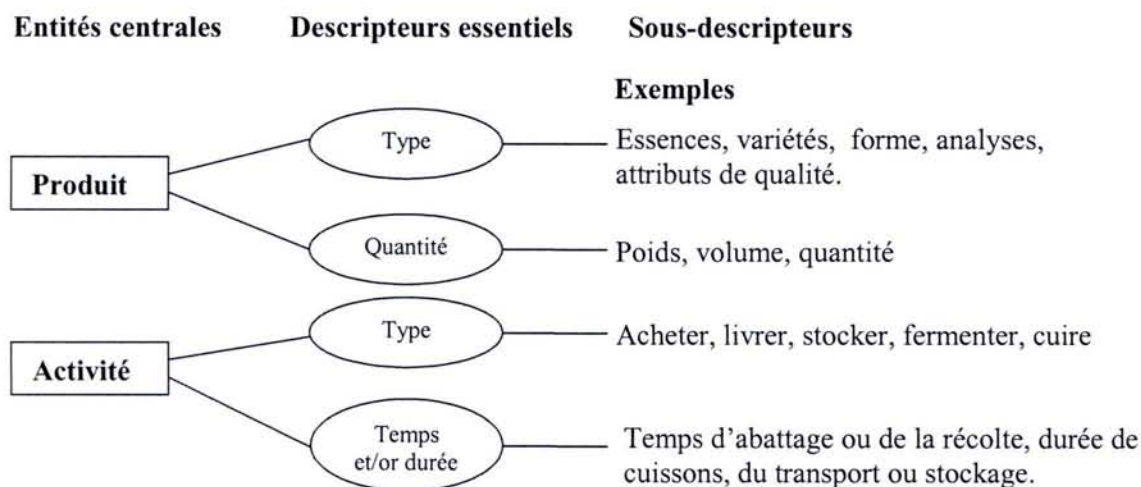 Entités centrales Descripteurs essentiels Sous-descripteurs
Exemples
Type
Essences, variétés, forme, analyses,
attributs de qualité.
Produit
Quantité
Poids, volume, quantité
Type
Acheter, livrer, stocker, fermenter, cuire
Activité
Temps
et/or durée
Temps d'abattage ou de la récolte, durée de
cuissons, du transport ou stockage.